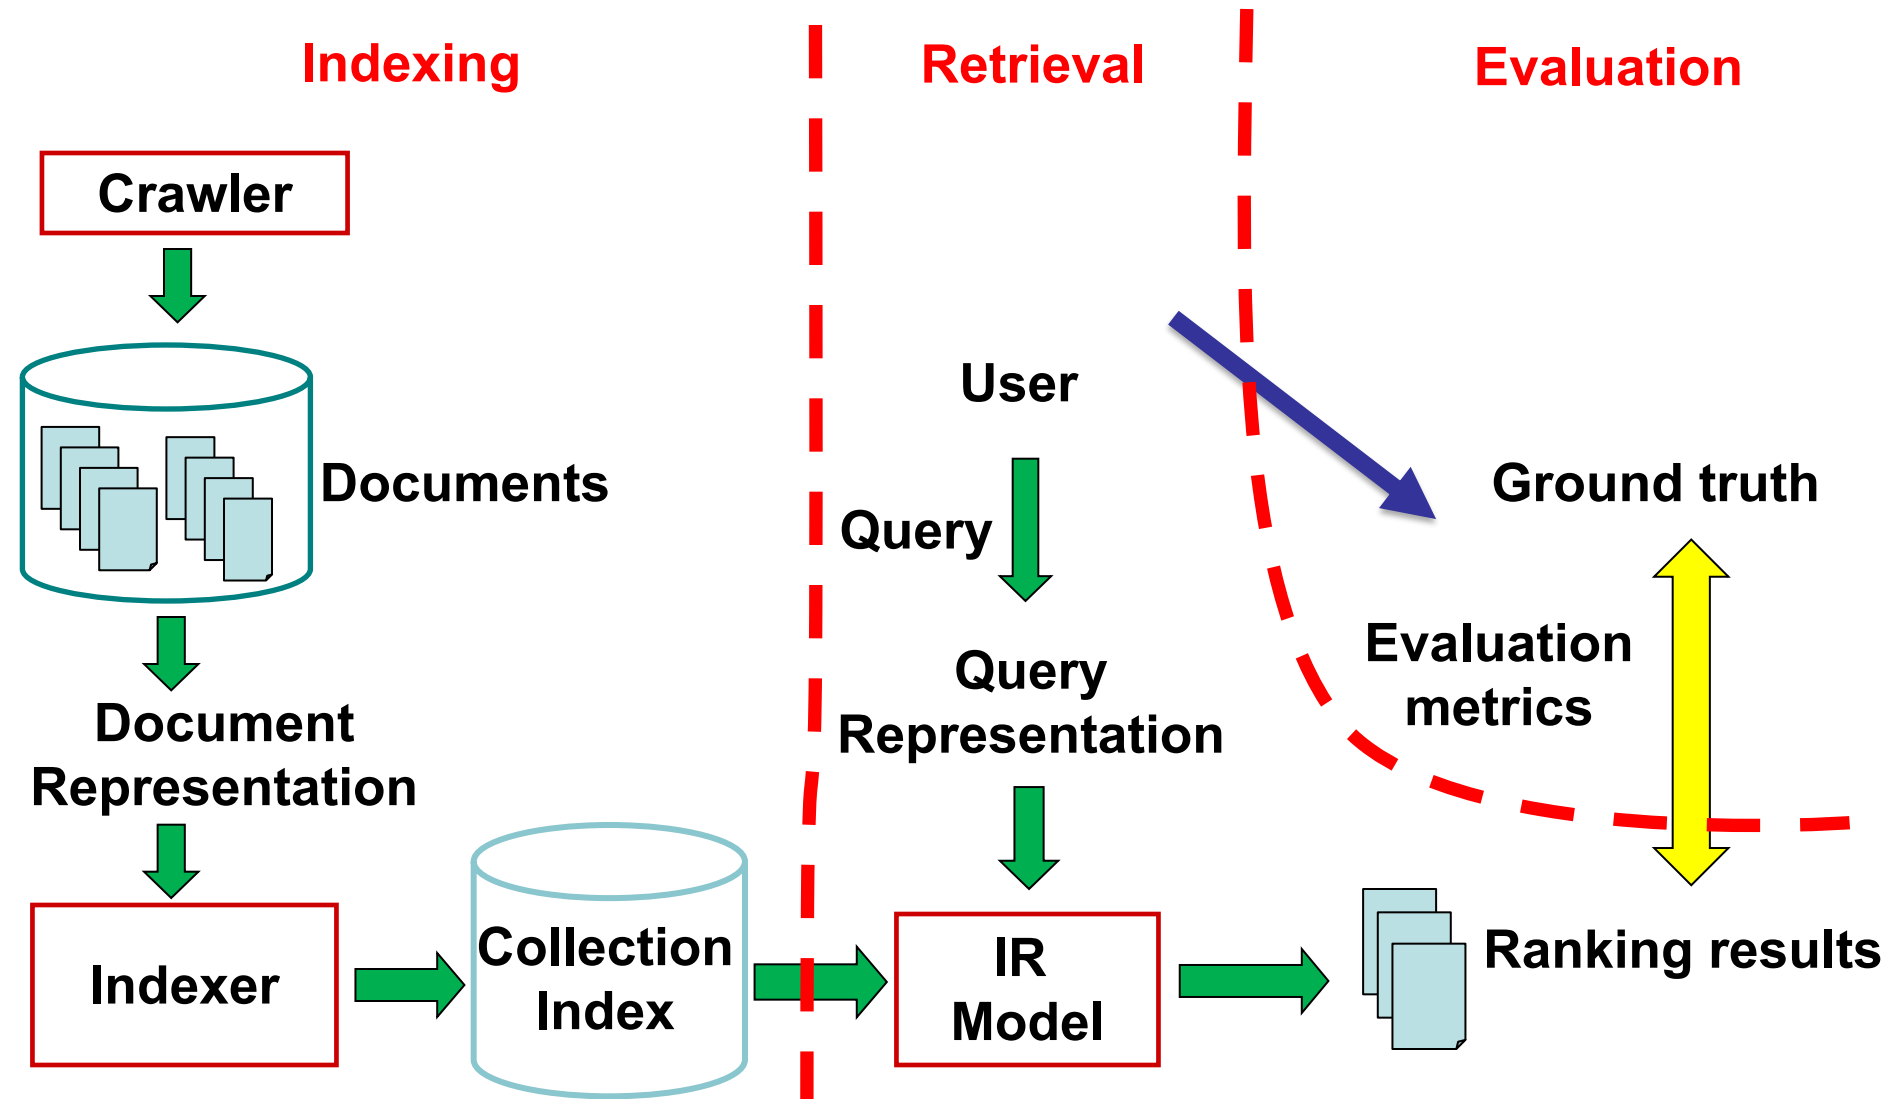 Indexing
Retrieval
Evaluation
Crawler
Documents
Document
Representation
Indexer
Collection
Index
User
Query
Query
Representation
IR
Model
Ground truth
Evaluation
metrics
Ranking results